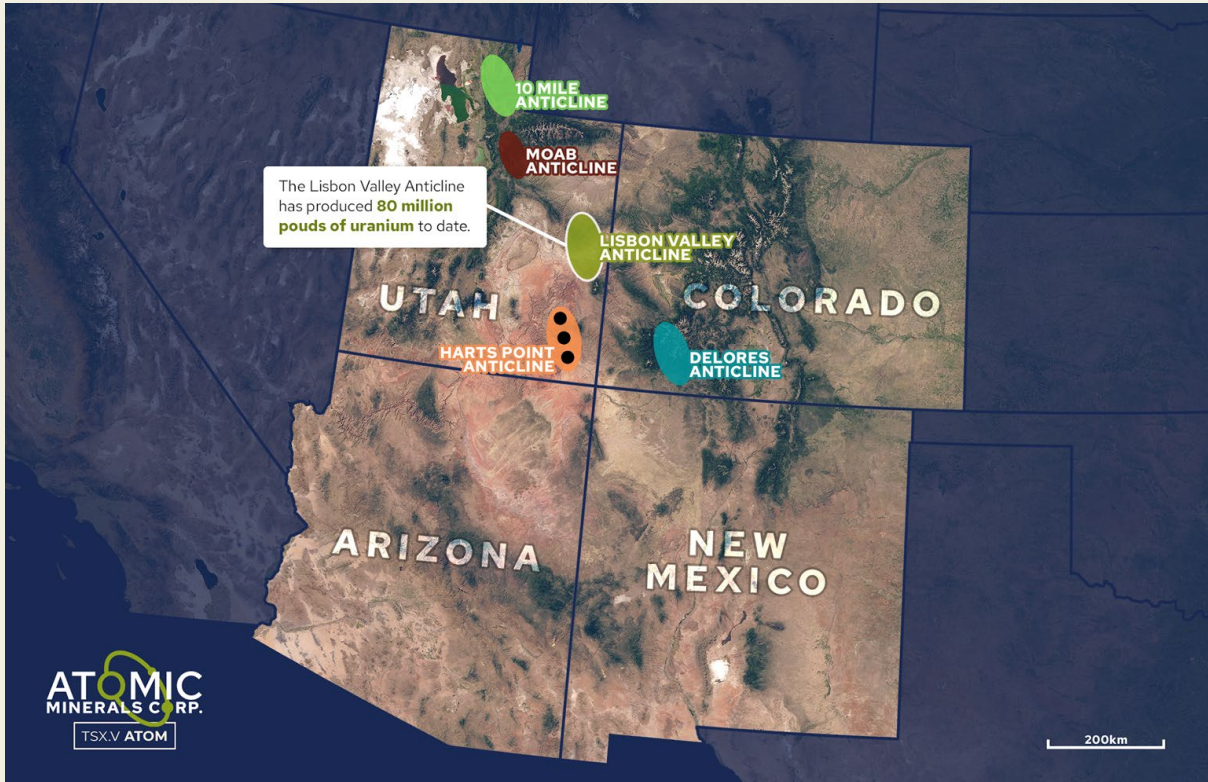 10 MILE
ANTICLINE
MOAB
ANTICLINE
The Lisbon Valley Anticline
has produced 80 million
pouds of uranium to date.
LISBON VALLEY
ANTICLINE
UTAH
COLORADO
HARTS POINT
ANTICLINE
DELORES
ANTICLINE
ARIZONA
NEW
MEXICO
ATOMIC
MINERALS CORP.
TSX.V ATOM
200km